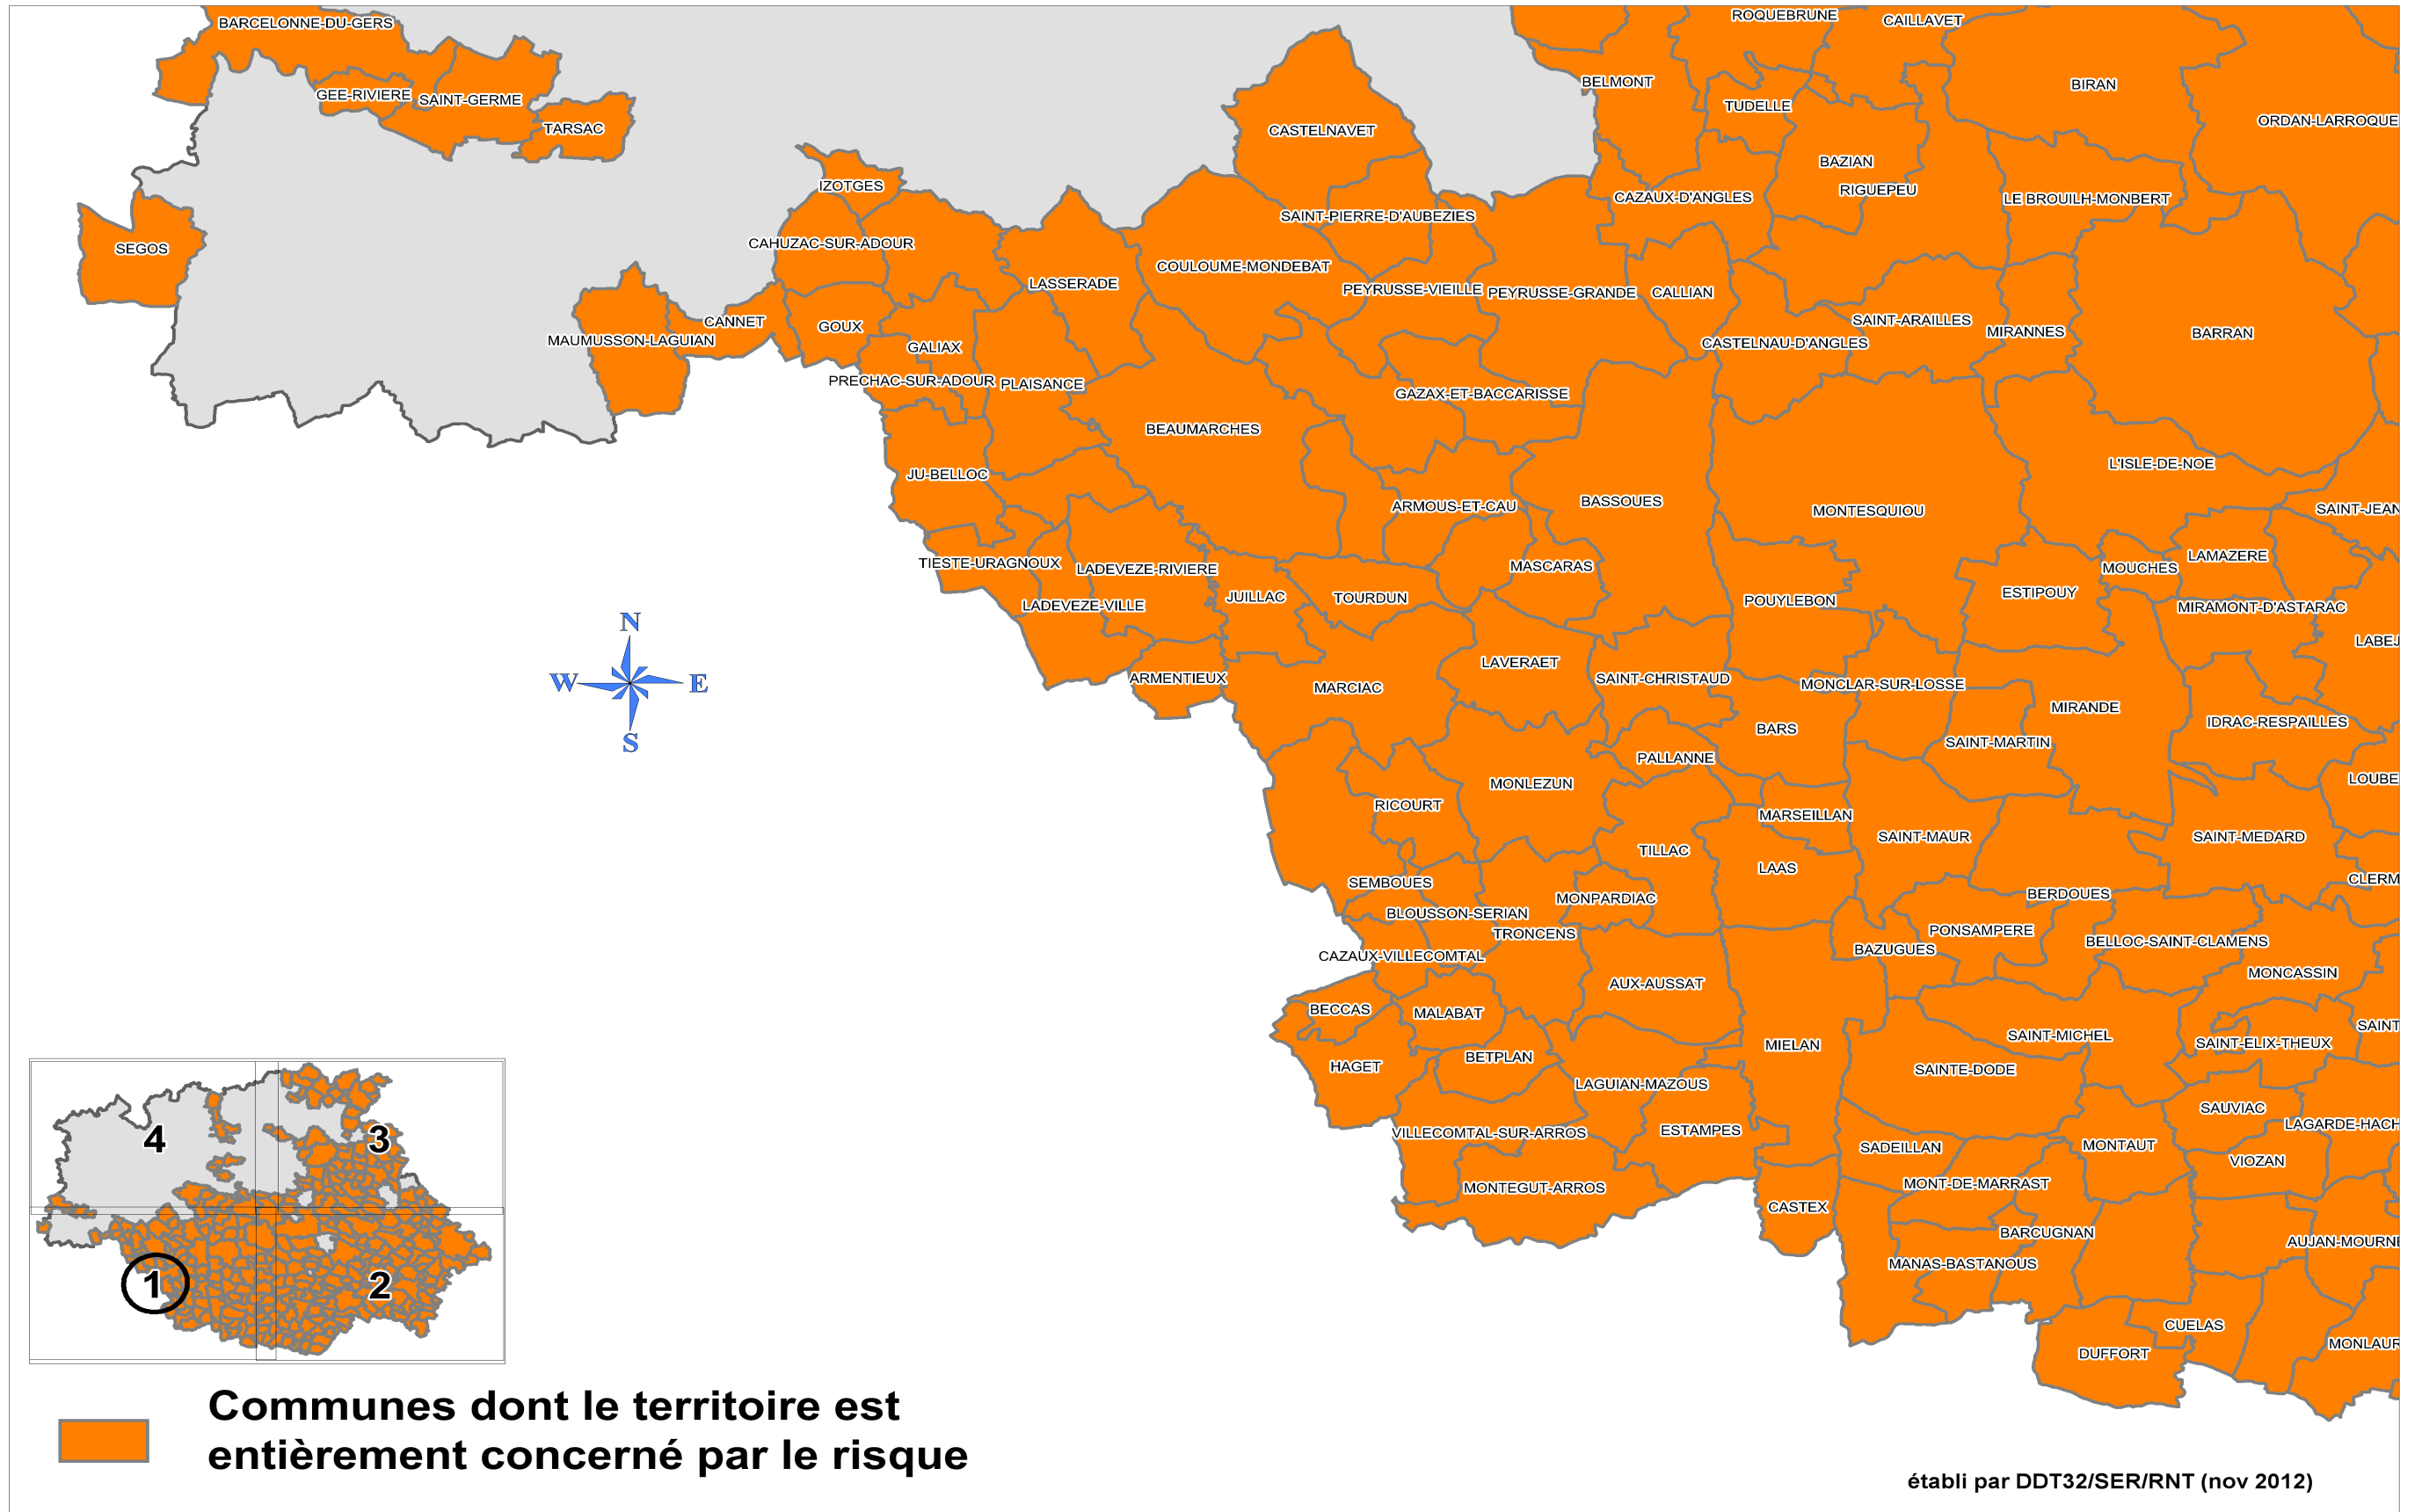 BARCELONNE-DU-GERS
ROQUEBRUNE
CAILLAVET
BELMONT
BIRAN
GEE-RIVIERE
SAINT-GERME
TUDELLE
ORDAN-LARROQUE
TARSAC
CASTELNAVET
BAZIAN
IZOTGES
RIGUEPEU
CAZAUX-D'ANGLES
LE BROUILH-MONBERT
SAINT-PIERRE-D'AUBEZIES
SEGOS
CAHUZAC-SUR-ADOUR
COULOUME-MONDEBAT
LASSERADE
PEYRUSSE-VIEILLE
PEYRUSSE-GRANDE
CALLIAN
CANNET
GOUX
SAINT-ARAILLES
MIRANNES
BARRAN
MAUMUSSON-LAGUIAN
GALIAX
CASTELNAU-D'ANGLES
PRECHAC-SUR-ADOUR
PLAISANCE
GAZAX-ET-BACCARISSE
BEAUMARCHES
L'ISLE-DE-NOE
JU-BELLOC
BASSOUES
ARMOUS-ET-CAU
MONTESQUIOU
SAINT-JEAN
LAMAZERE
TIESTE-URAGNOUX
LADEVEZE-RIVIERE
MASCARAS
MOUCHES
ESTIPOUY
JUILLAC
TOURDUN
POUYLEBON
LADEVEZE-VILLE
MIRAMONT-D'ASTARAC
N
LABEJ
LAVERAET
W
E
ARMENTIEUX
MARCIAC
SAINT-CHRISTAUD
MONCLAR-SUR-LOSSE
MIRANDE
IDRAC-RESPAILLES
BARS
S
SAINT-MARTIN
PALLANNE
LOUBE
MONLEZUN
RICOURT
MARSEILLAN
SAINT-MAUR
SAINT-MEDARD
TILLAC
LAAS
SEMBOUES
CLERM
BERDOUES
MONPARDIAC
BLOUSSON-SERIAN
TRONCENS
PONSAMPERE
BELLOC-SAINT-CLAMENS
BAZUGUES
CAZAUX-VILLECOMTAL
MONCASSIN
AUX-AUSSAT
BECCAS
MALABAT
SAINT
SAINT-MICHEL
SAINT-ELIX-THEUX
MIELAN
BETPLAN
HAGET
SAINTE-DODE
LAGUIAN-MAZOUS
SAUVIAC
LAGARDE-HACH
VILLECOMTAL-SUR-ARROS
ESTAMPES
SADEILLAN
MONTAUT
VIOZAN
MONT-DE-MARRAST
MONTEGUT-ARROS
CASTEX
BARCUGNAN
AUJAN-MOURNE
MANAS-BASTANOUS
CUELAS
MONLAUR
DUFFORT
4
3
1
2
Communes dont le territoire est
entièrement concerné par le risque
établi par DDT32/SER/RNT (nov 2012)